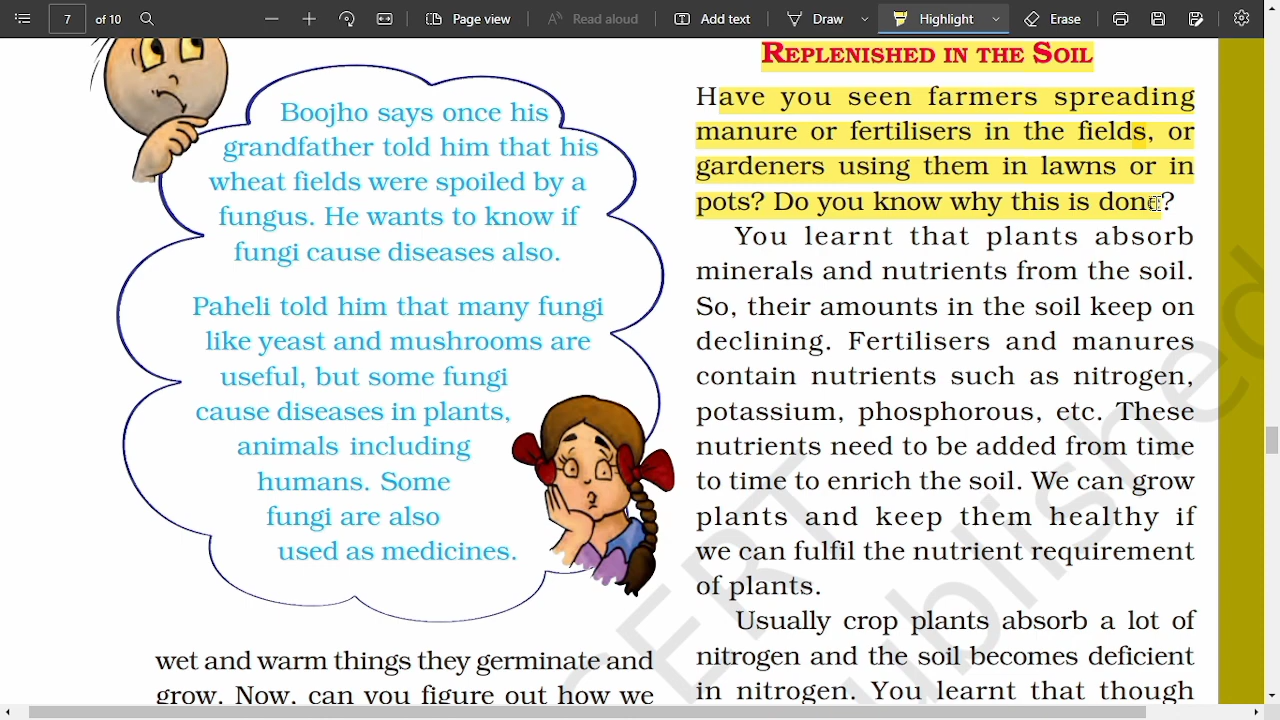 7
of 10
Page view
Read aloud
Add text
Draw
Highlight
Erase
Boojho says once his
grandfather told him that his
wheat fields were spoiled by a
fungus. He wants to know if
fungi cause diseases also.
Paheli told him that many fungi
like yeast and mushrooms are
useful, but some fungi
cause diseases in plants,
animals including
humans. Some
fungi are also
used as medicines.
wet and warm things they germinate and
grow. Now, can you figure out how we
REPLENISHED IN THE SOIL
Have you seen farmers spreading
manure or fertilisers in the fields, or
gardeners using them in lawns or in
pots? Do you know why this is done?
You learnt that plants absorb
minerals and nutrients from the soil.
So, their amounts in the soil keep on
declining. Fertilisers and manures
contain nutrients such as nitrogen,
potassium, phosphorous, etc. These
nutrients need to be added from time
to time to enrich the soil. We can grow
plants and keep them healthy if
we can fulfil the nutrient requirement
of plants.
Usually crop plants absorb a lot of
nitrogen and the soil becomes deficient
in nitrogen. You learnt that though